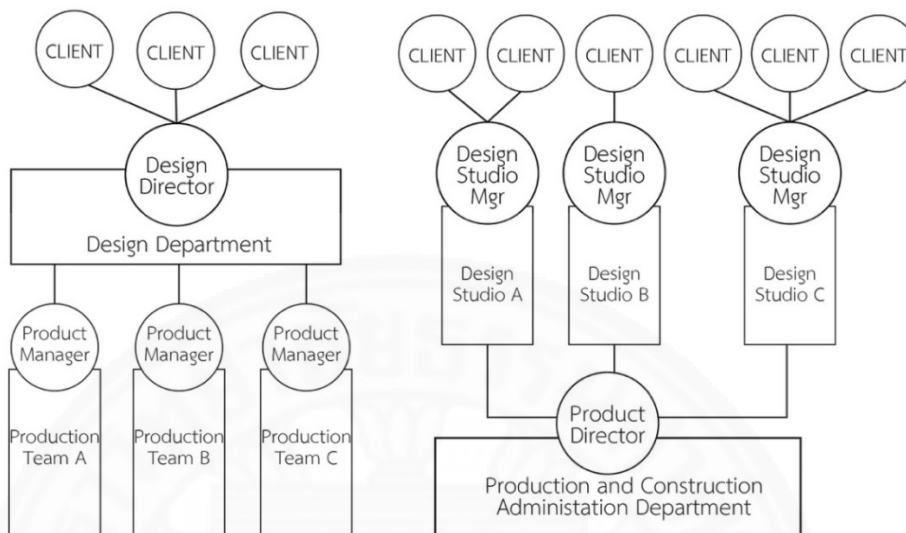 CLIENT
CLIENT
CLIENT
Design
Director
Design Department
Product
Manager
Product
Manager
Product
Manager
Production
Team A
Production
Team B
Production
Team C
CLIENT
CLIENT
CLIENT
CLIENT
CLIENT
CLIENT
Design
Studio
Mgr
Design
Studio
Mgr
Design
Studio
Mgr
Design
Studio A
Design
Studio B
Design
Studio C
Product
Director
Production and Construction
Administation Department